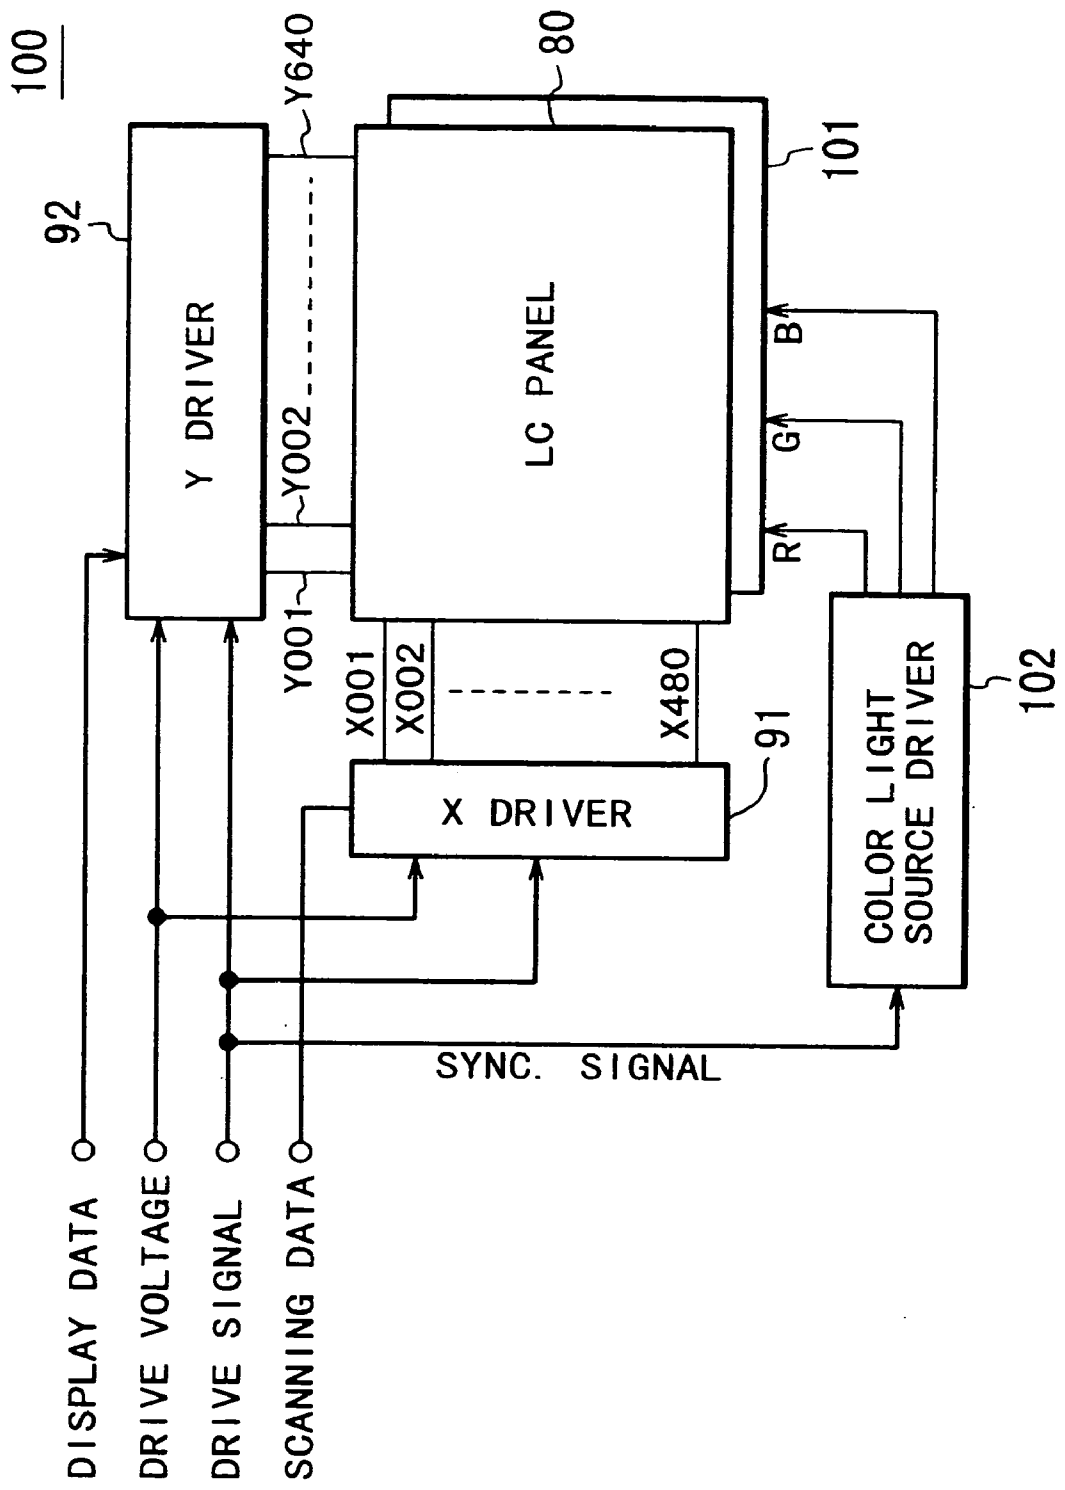 100
DISPLAY DATA
DRIVE VOLTAGE
DRIVE SIGNAL
SCANNING DATA
92
Y DRIVER
Y001
Y002
Y640
X001
X002
X480
X DRIVER
91
LC PANEL
80
101
R
G
B
SYNC. SIGNAL
COLOR LIGHT
SOURCE DRIVER
102